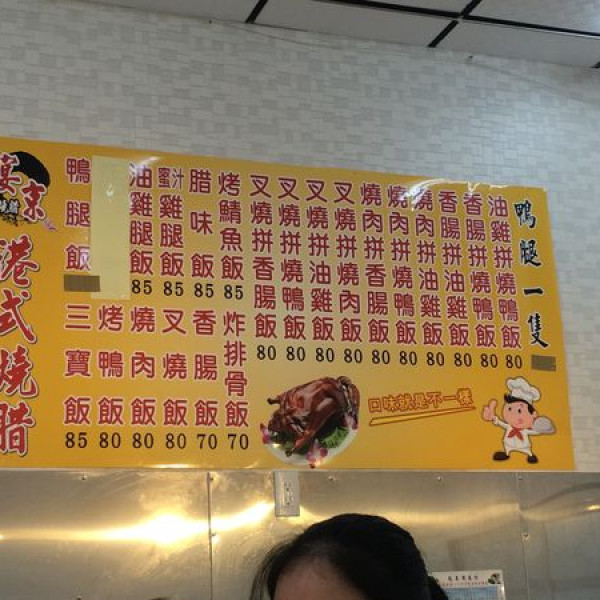 港式燒腊
鴨腿飯
油雞腿飯 85
蜜汁雞腿飯 85
腊味飯 85
烤鯖魚飯 85
叉燒拼香腸飯 80
叉燒拼燒鴨飯 80
叉燒拼油雞飯 80
叉燒拼燒肉飯 80
燒肉拼香腸飯 80
燒肉拼燒鴨飯 80
燒肉拼油雞飯 80
香腸拼油雞飯 80
香腸拼燒鴨飯 80
油雞拼燒鴨飯 80
鴨腿一隻
三寶飯 85
烤鴨飯 80
燒肉飯 80
叉燒飯 80
香腸飯 70
炸排骨飯 70
口味就是不一樣